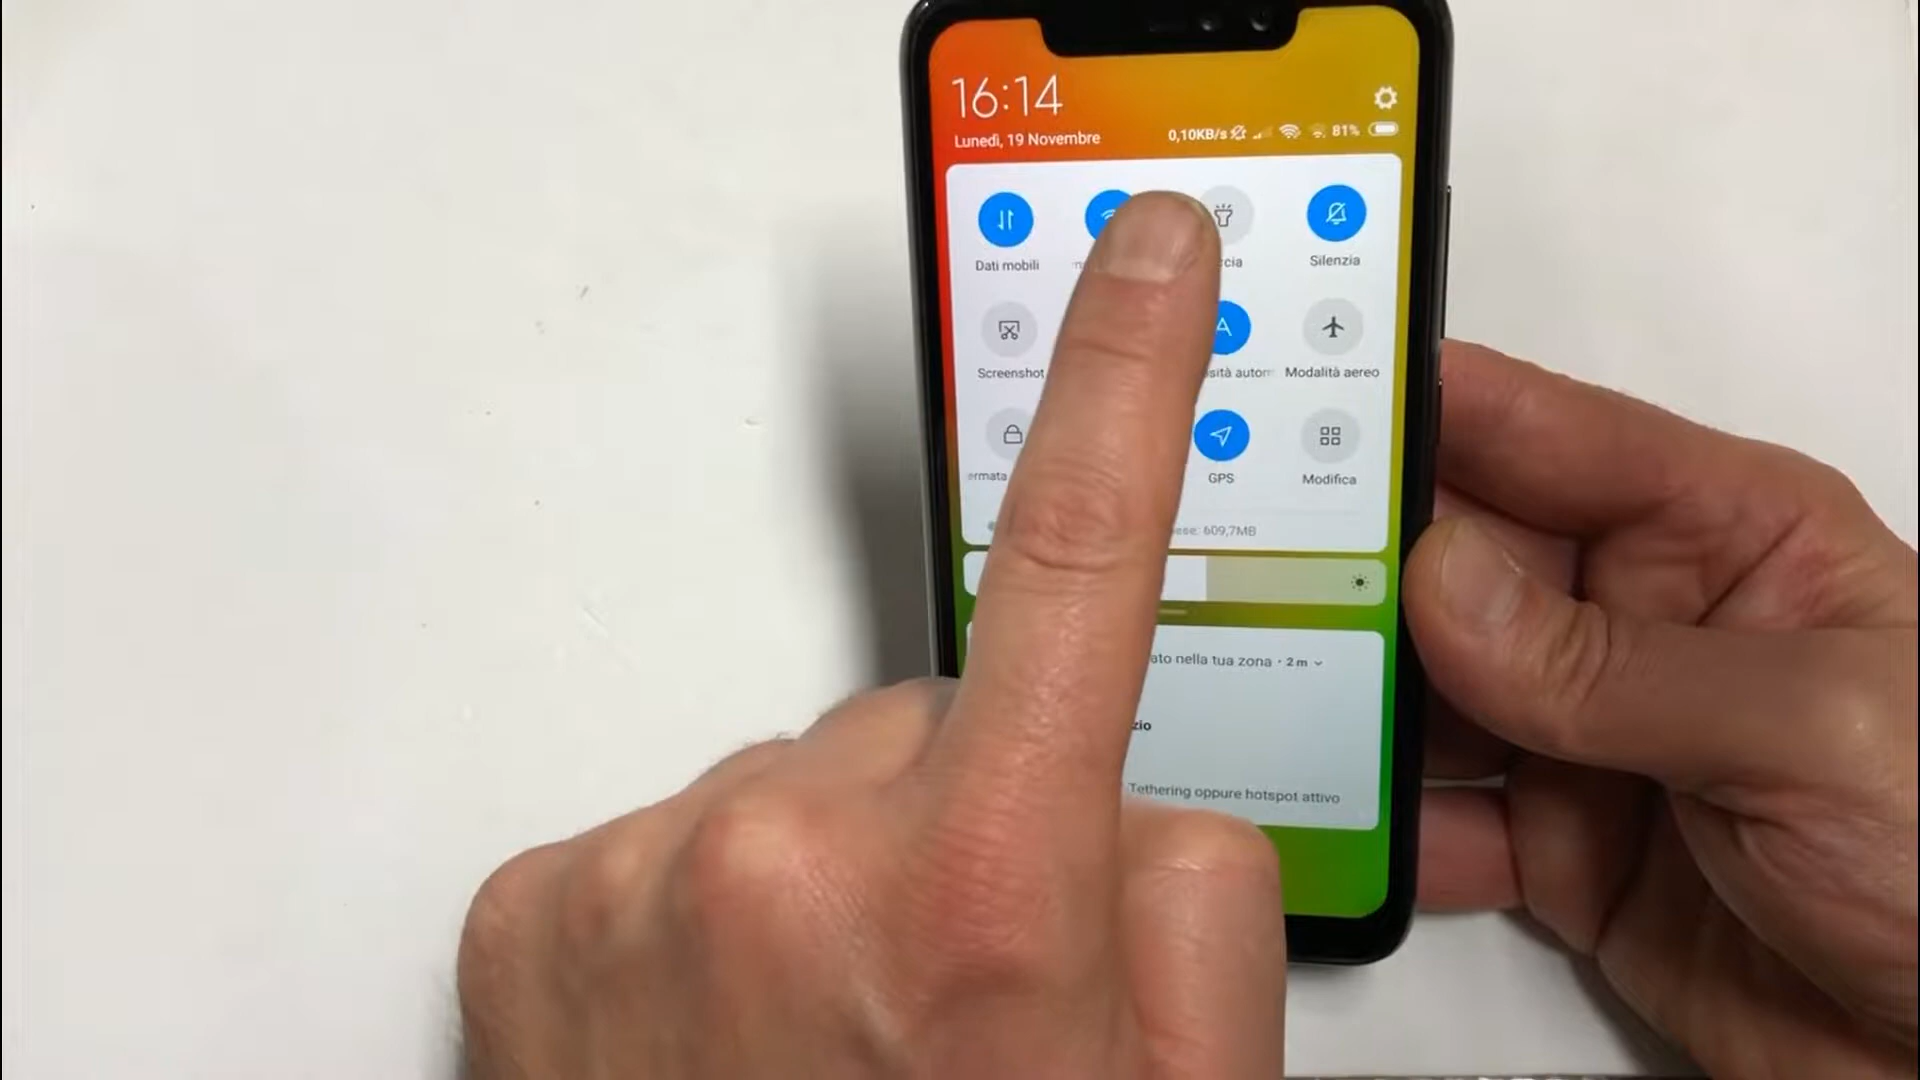 16:14
Lunedì, 19 Novembre
0,10KB/s 81%
Dati mobili
rcia
Silenzia
Screenshot
sità autom
Modalità aereo
ermata
GPS
Modifica
ese: 609,7MB
ato nella tua zona • 2 m
zio
Tethering oppure hotspot attivo